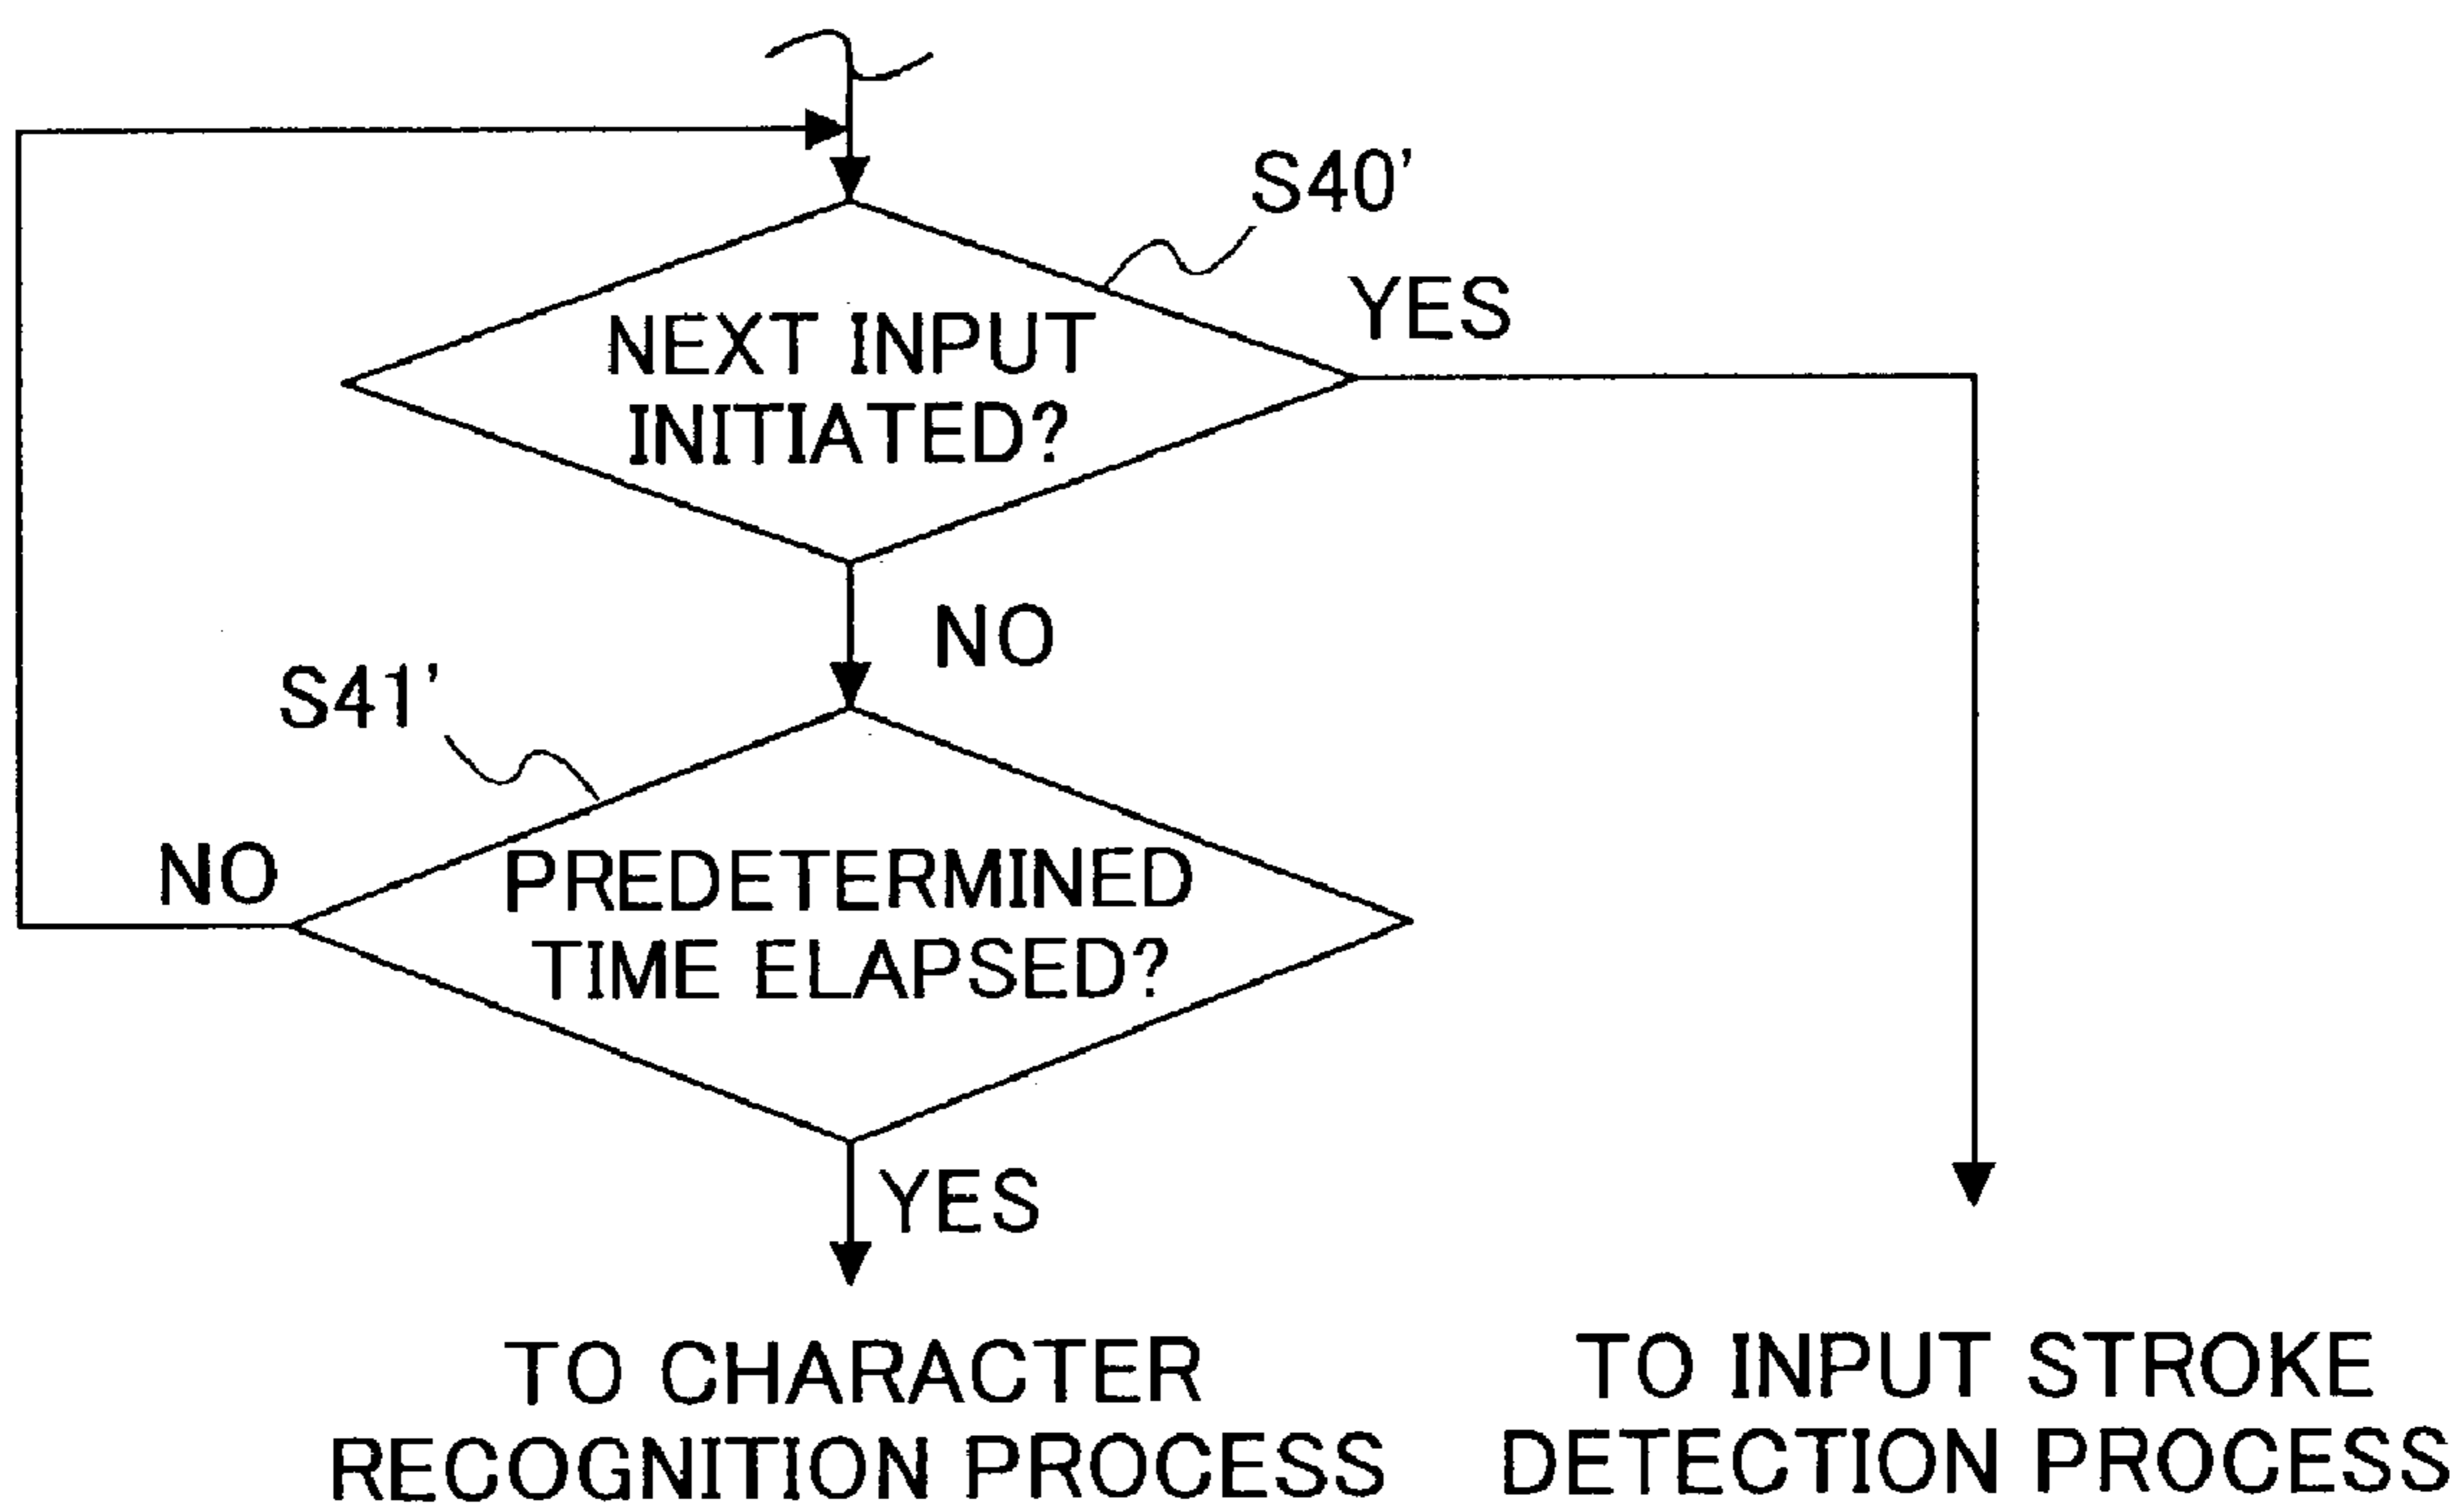 S40'
YES
NEXT INPUT
INITIATED?
NO
S41'
NO
PREDETERMINED
TIME ELAPSED?
YES
TO CHARACTER
RECOGNITION PROCESS
TO INPUT STROKE
DETECTION PROCESS